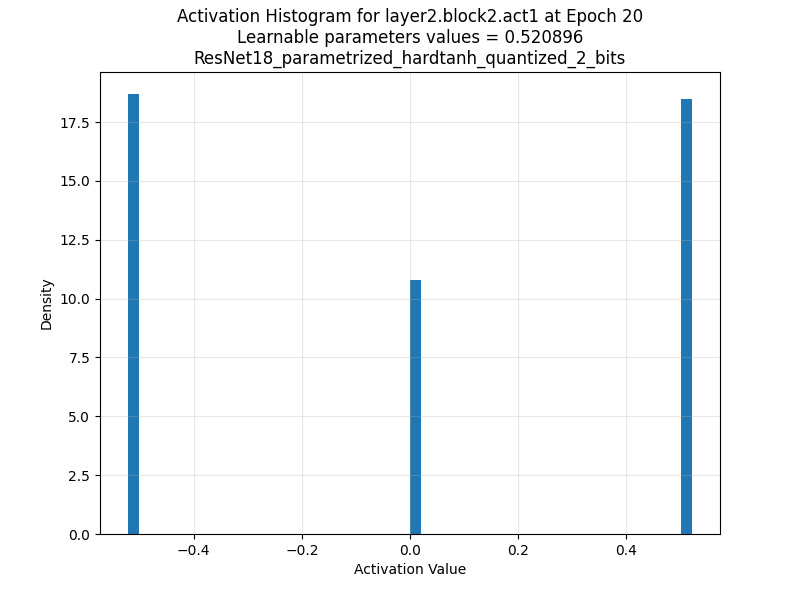 Activation Histogram for layer2.block2.act1 at Epoch 20
Learnable parameters values = 0.520896
ResNet18_parametrized_hardtanh_quantized_2_bits
17.5
15.0
12.5
10.0
7.5
5.0
2.5
0.0
Density
−0.4 −0.2 0.0 0.2 0.4
Activation Value